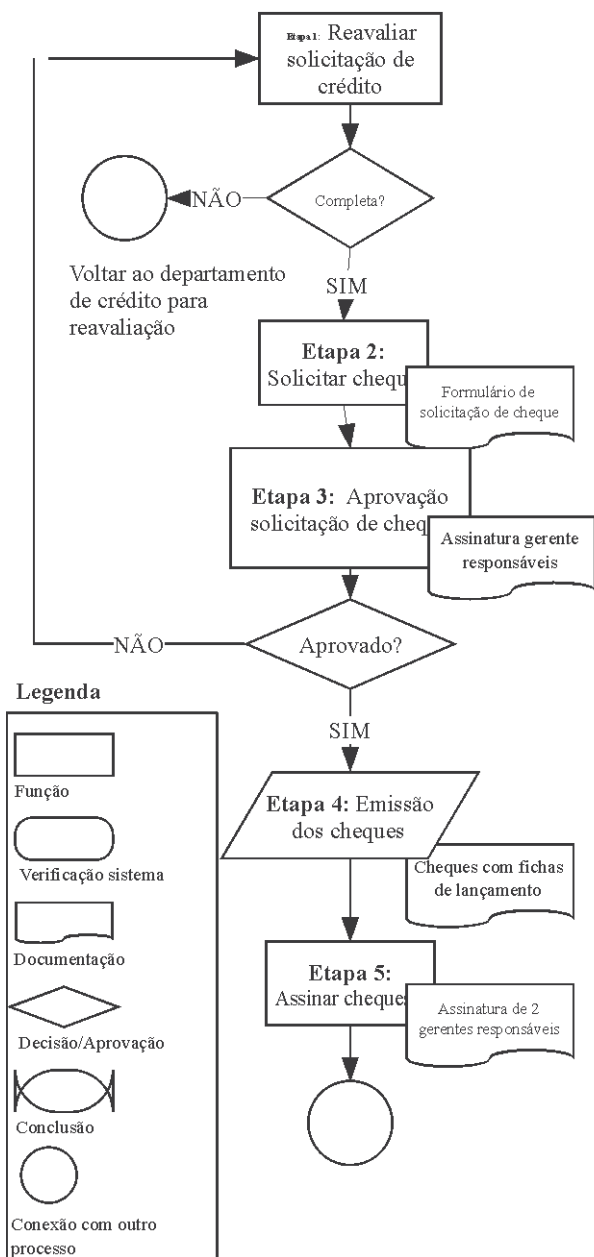 Etapa 1: Reavaliar
solicitação de
crédito
Completa?
NÃO
Voltar ao departamento
de crédito para
reavaliação
SIM
Etapa 2:
Solicitar chequ
Formulário de
solicitação de cheque
Etapa 3: Aprovação
solicitação de cheq
Assinatura gerente
responsáveis
Aprovado?
NÃO
SIM
Etapa 4: Emissão
dos cheques
Cheques com fichas
de lançamento
Etapa 5:
Assinar cheques
Assinatura de 2
gerentes responsáveis
Legenda
Função
Verificação sistema
Documentação
Decisão/Aprovação
Conclusão
Conexão com outro
processo